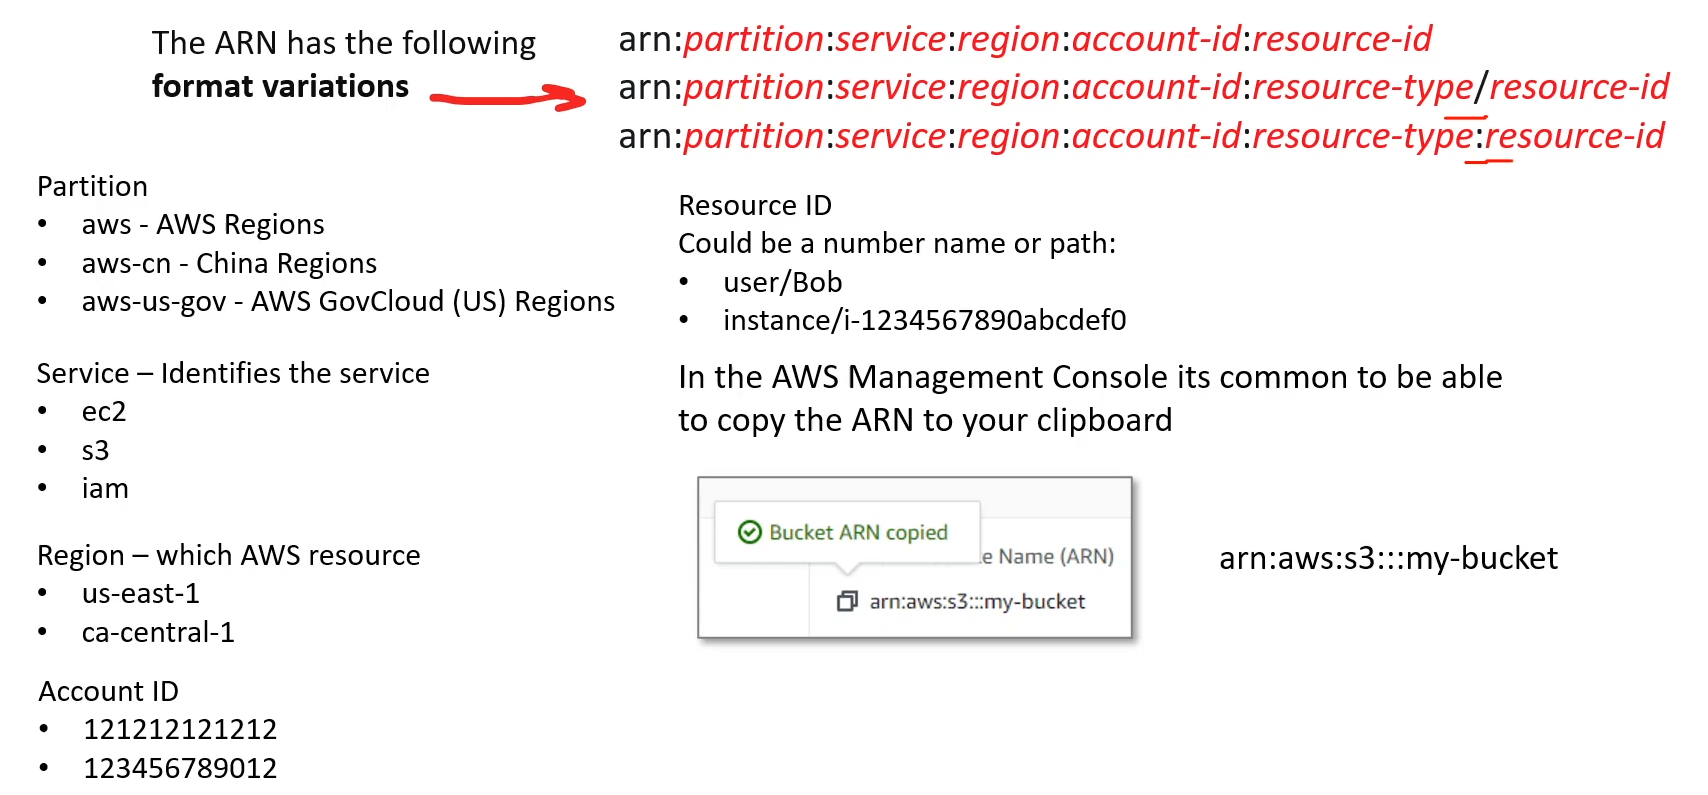 The ARN has the following
format variations
arn:partition:service:region:account-id:resource-id
arn:partition:service:region:account-id:resource-type/resource-id
arn:partition:service:region:account-id:resource-type:resource-id
Partition
• aws - AWS Regions
• aws-cn - China Regions
• aws-us-gov - AWS GovCloud (US) Regions
Service – Identifies the service
• ec2
• s3
• iam
Region – which AWS resource
• us-east-1
• ca-central-1
Account ID
• 121212121212
• 123456789012
Resource ID
Could be a number name or path:
• user/Bob
• instance/i-1234567890abcdef0
In the AWS Management Console its common to be able
to copy the ARN to your clipboard
Bucket ARN copied
Name (ARN)
arn:aws:s3:::my-bucket
arn:aws:s3:::my-bucket